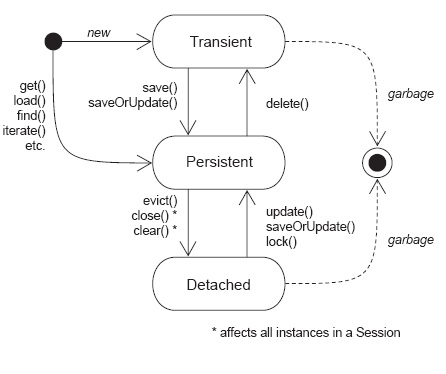 new
Transient
get()
load()
find()
iterate()
etc.
save()
saveOrUpdate()
delete()
garbage
Persistent
evict()
close() *
clear() *
update()
saveOrUpdate()
lock()
garbage
Detached
* affects all instances in a Session